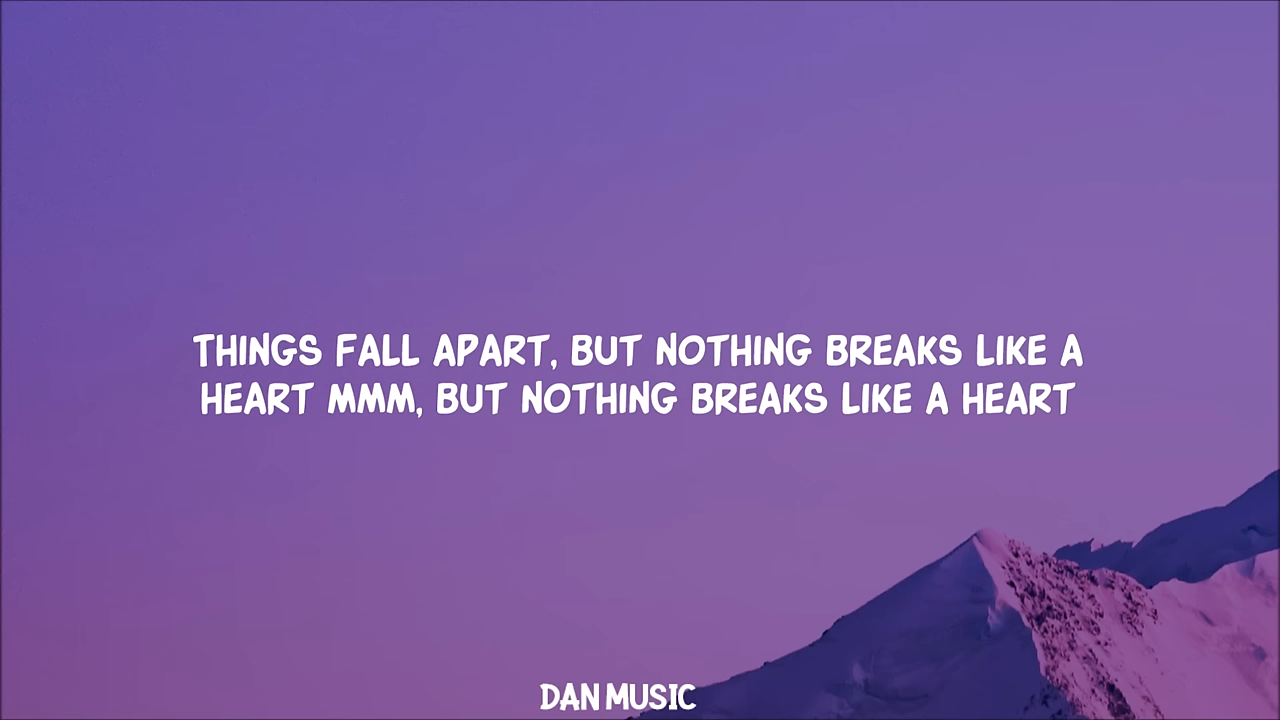 THINGS FALL APART, BUT NOTHING BREAKS LIKE A
HEART MMM, BUT NOTHING BREAKS LIKE A HEART
DAN MUSIC